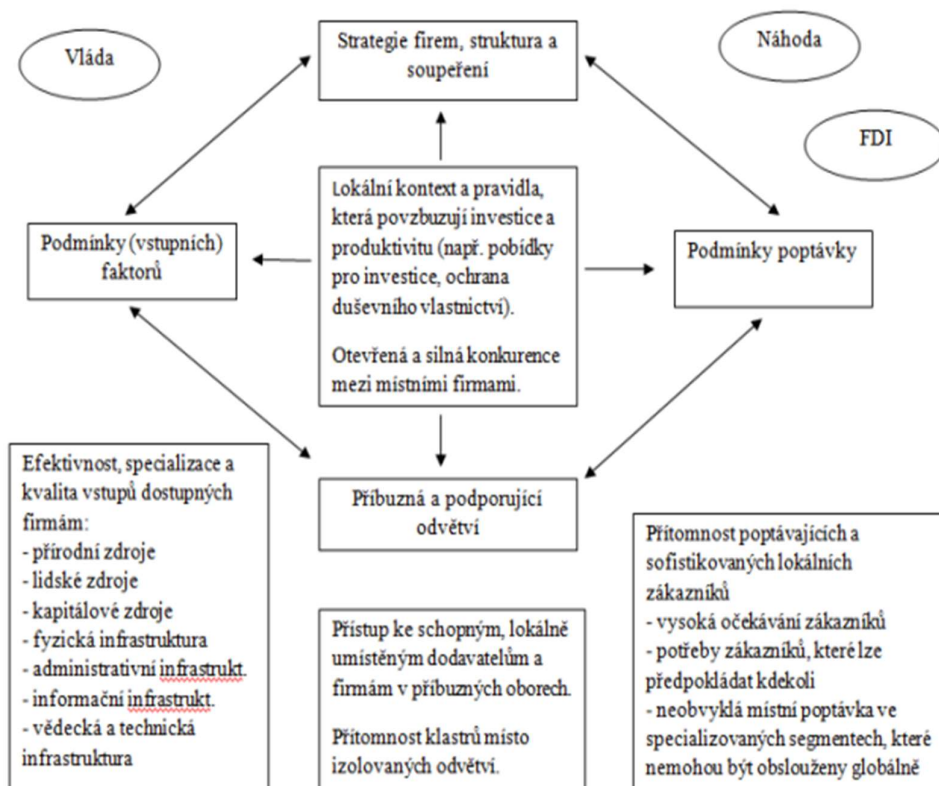 Vláda
Strategie firem, struktura a
soupeření
Náhoda
FDI
Lokální kontext a pravidla,
která povzbuzují investice a
produktivitu (např. pobídky
pro investice, ochrana
duševního vlastnictví).
Otevřená a silná konkurence
mezi místními firmami.
Podmínky (vstupních)
faktorů
Podmínky poptávky
Příbuzná a podporující
odvětví
Efektivnost, specializace a
kvalita vstupů dostupných
firmám:
- přírodní zdroje
- lidské zdroje
- kapitálové zdroje
- fyzická infrastruktura
- administrativní infrastrukt.
- informační infrastrukt.
- vědecká a technická
infrastruktura
Přístup ke schopným, lokálně
umístěným dodavatelům a
firmám v příbuzných oborech.
Přítomnost klastrů místo
izolovaných odvětví.
Přítomnost poptávajících a
sofistikovaných lokálních
zákazníků
- vysoká očekávání zákazníků
- potřeby zákazníků, které lze
předpokládat kdekoli
- neobvyklá místní poptávka ve
specializovaných segmentech, které
nemohou být obslouženy globálně